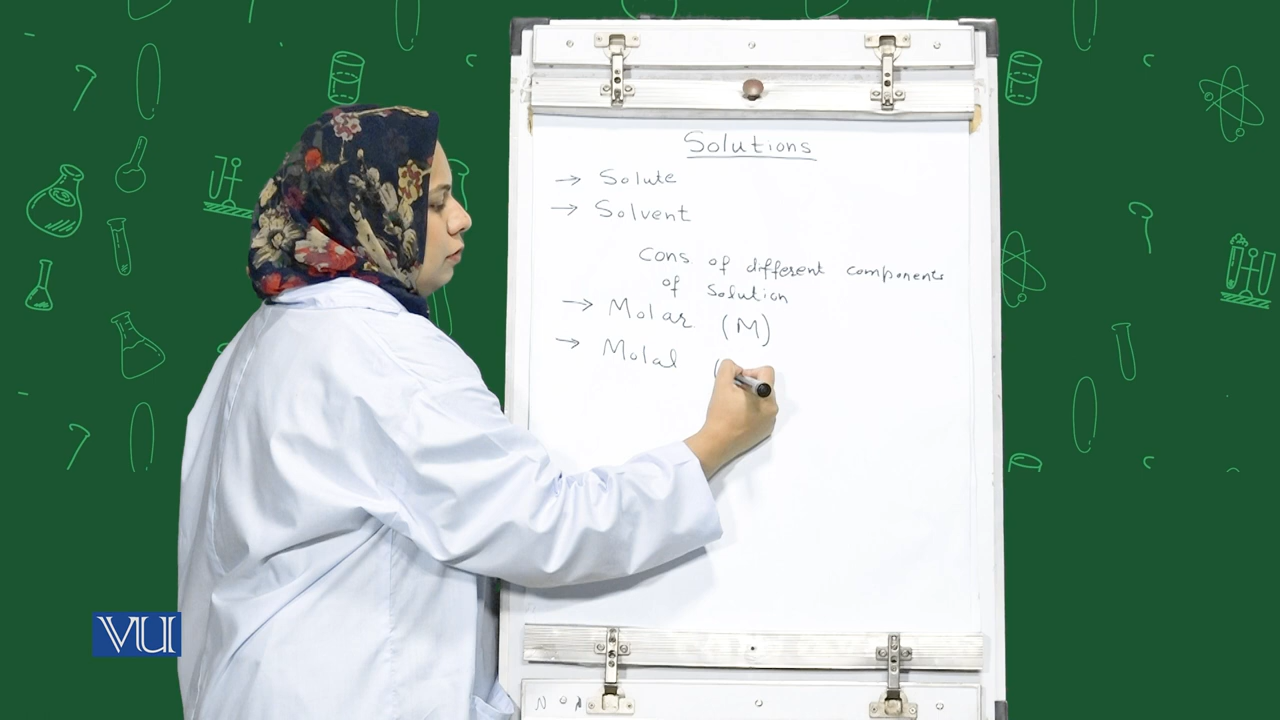 Solutions
→ Solute
→ Solvent
Cons of different components
of Solution
→ Molar (M)
→ Molal (
VU